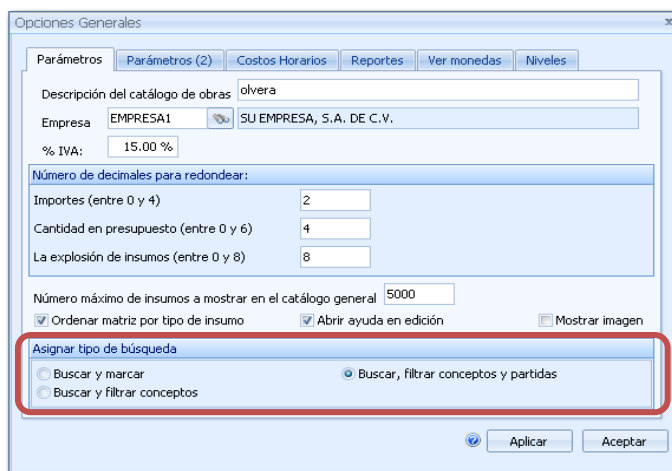 Opciones Generales
Parámetros Parámetros (2) Costos Horarios Reportes Ver monedas Niveles
Descripción del catálogo de obras olvera
Empresa EMPRESA1 SU EMPRESA, S.A. DE C.V.
% IVA: 15.00 %
Número de decimales para redondear:
Importes (entre 0 y 4) 2
Cantidad en presupuesto (entre 0 y 6) 4
La explosión de insumos (entre 0 y 8) 8
Número máximo de insumos a mostrar en el catálogo general 5000
Ordenar matriz por tipo de insumo Abrir ayuda en edición Mostrar imagen
Asignar tipo de búsqueda
Buscar y marcar Buscar, filtrar conceptos y partidas
Buscar y filtrar conceptos
Aplicar Aceptar